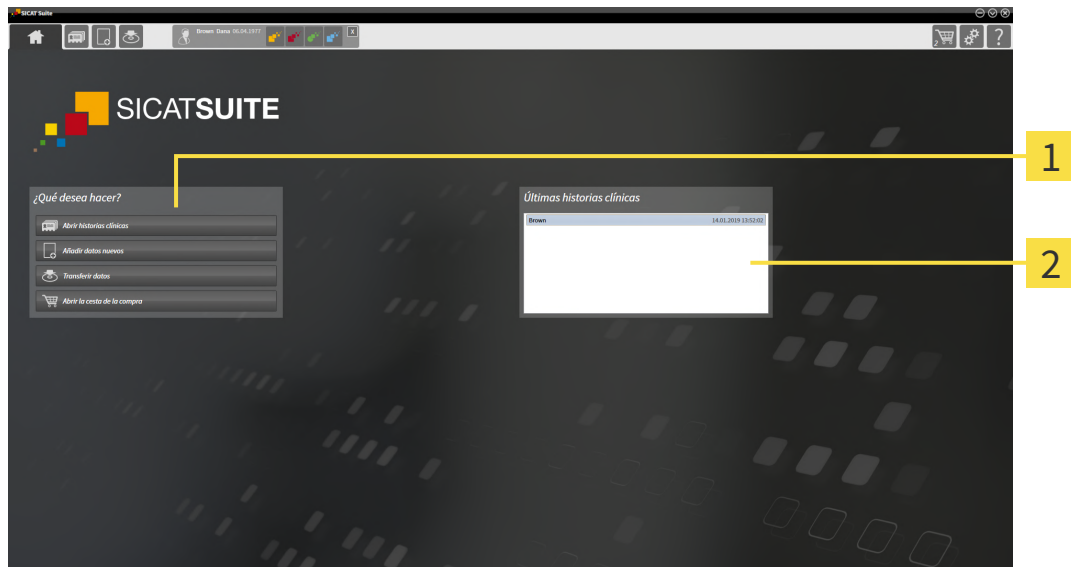 SICAT Suite
Brown Dana 06.04.1977
X
2
?
SICATSUITE
1
¿Qué desea hacer?
Abrir historias clínicas
Añadir datos nuevos
Transferir datos
Abrir la cesta de la compra
Últimas historias clínicas
Brown 14.01.2019 13:52:02
2